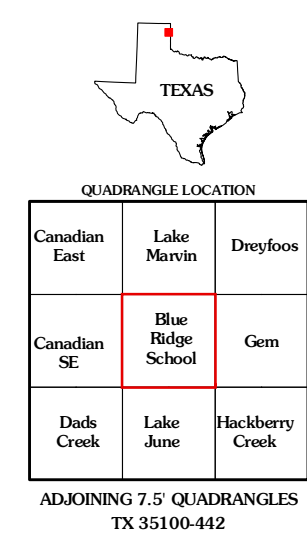 TEXAS
QUADRANGLE LOCATION
Canadian
East
Lake
Marvin
Dreyfoos
Canadian
SE
Blue
Ridge
School
Gem
Dads
Creek
Lake
June
Hackberry
Creek
ADJOINING 7.5' QUADRANGLES
TX 35100-442